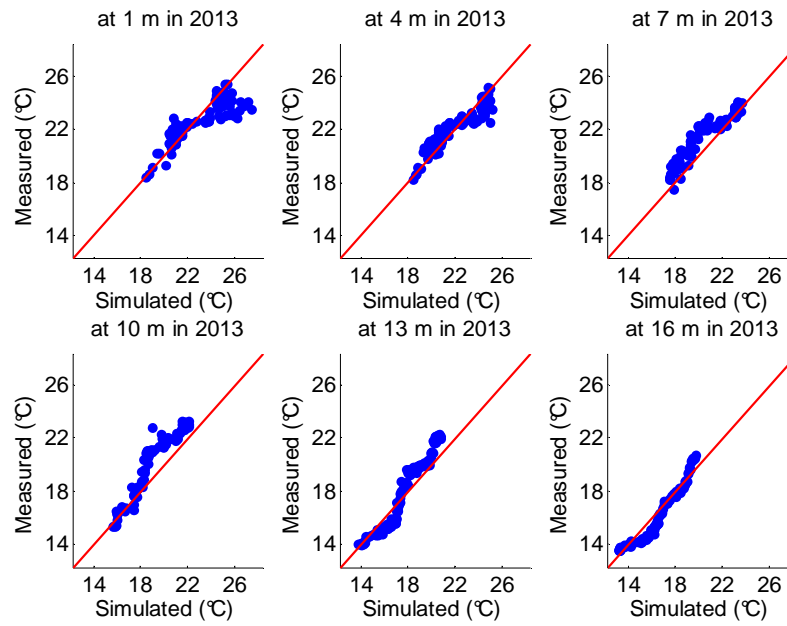 at 1 m in 2013
at 4 m in 2013
at 7 m in 2013
Measured (°C)
26
22
18
14
14 18 22 26
Simulated (°C)
Measured (°C)
26
22
18
14
14 18 22 26
Simulated (°C)
Measured (°C)
26
22
18
14
14 18 22 26
Simulated (°C)
at 10 m in 2013
at 13 m in 2013
at 16 m in 2013
Measured (°C)
26
22
18
14
14 18 22 26
Simulated (°C)
Measured (°C)
26
22
18
14
14 18 22 26
Simulated (°C)
Measured (°C)
26
22
18
14
14 18 22 26
Simulated (°C)